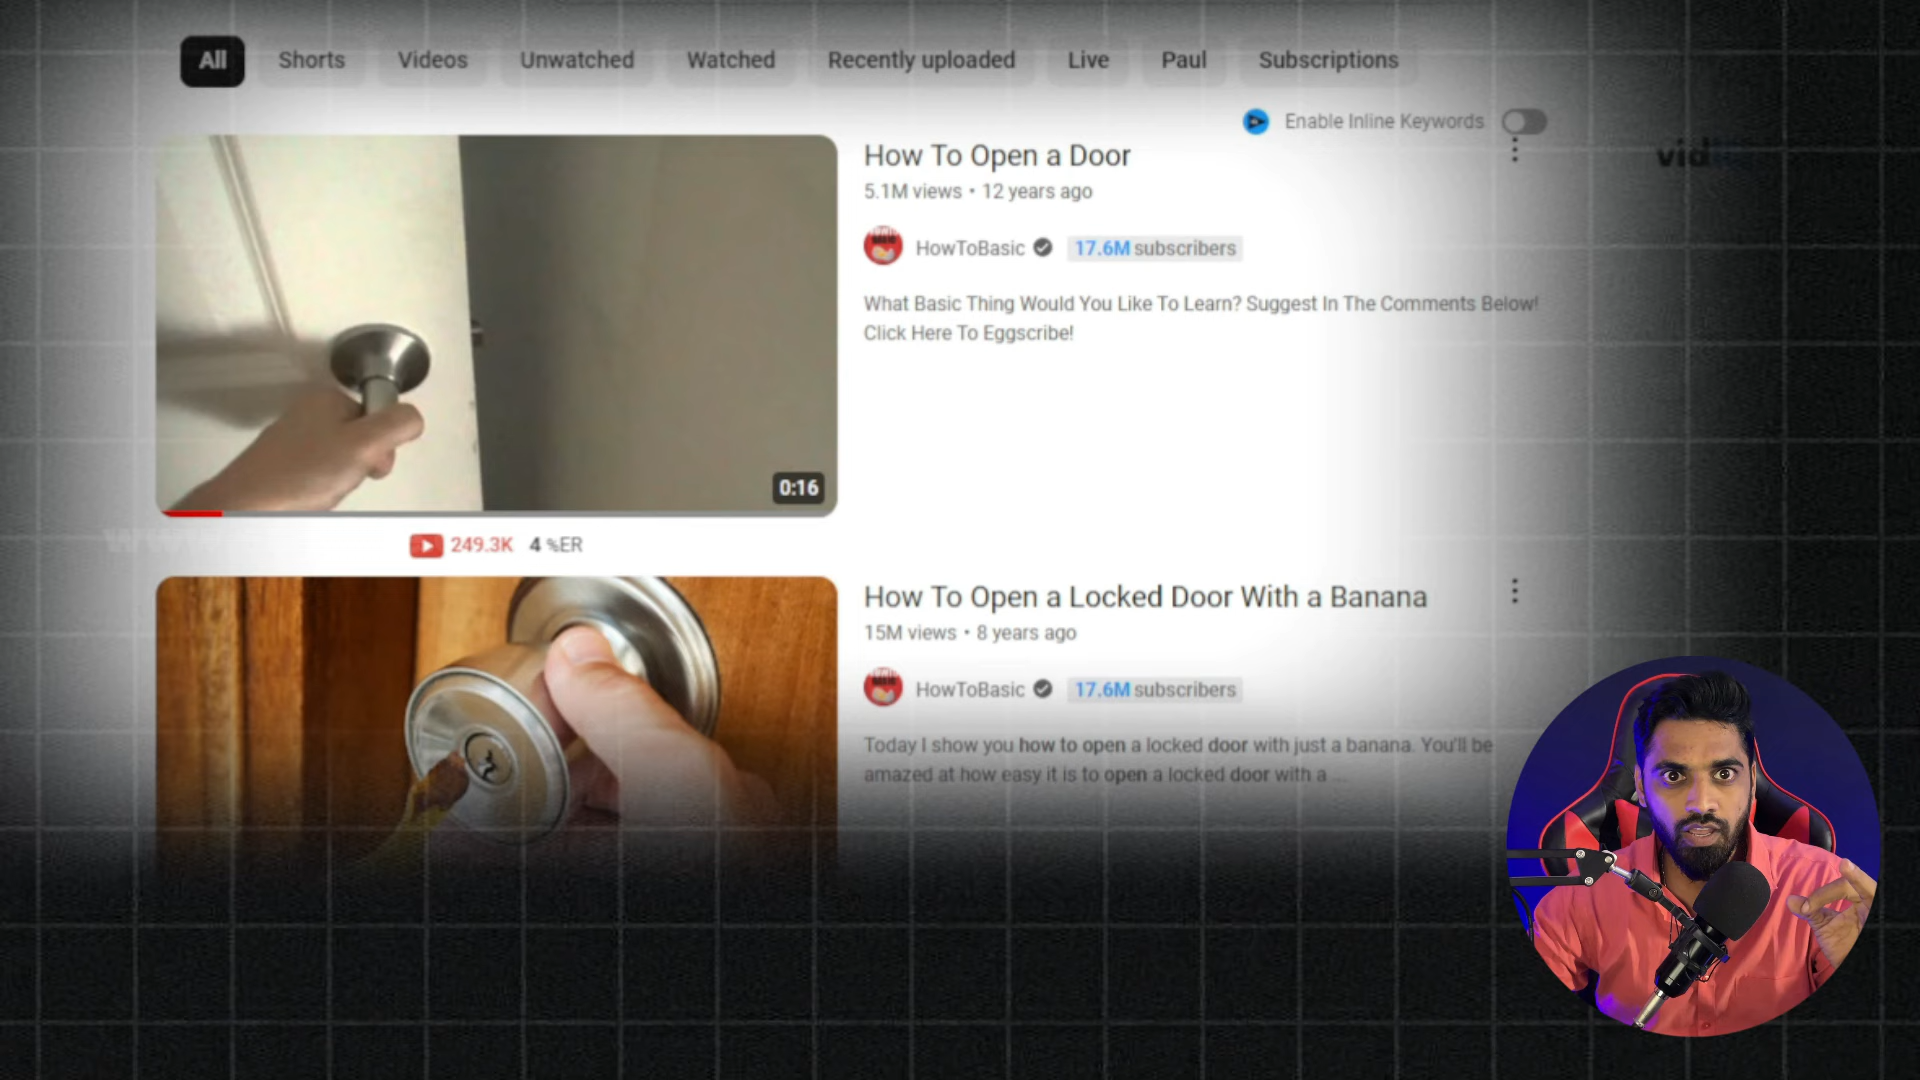 All
Shorts
Videos
Unwatched
Watched
Recently uploaded
Live
Paul
Subscriptions
Enable Inline Keywords
How To Open a Door
5.1M views • 12 years ago
HowToBasic
17.6M subscribers
What Basic Thing Would You Like To Learn? Suggest In The Comments Below!
Click Here To Eggscribe!
0:16
249.3K 4 %ER
How To Open a Locked Door With a Banana
15M views • 8 years ago
HowToBasic
17.6M subscribers
Today I show you how to open a locked door with just a banana. You'll be
amazed at how easy it is to open a locked door with a ...